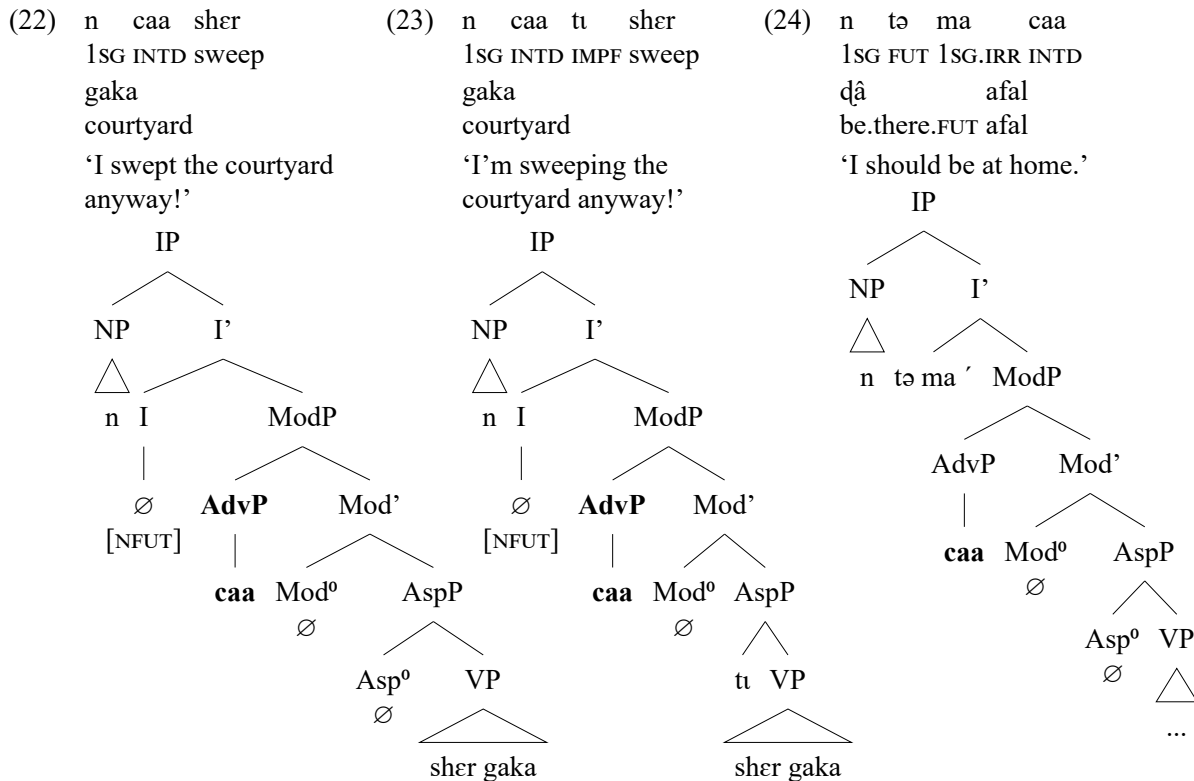 (22) n caa shɛr (23) n caa tɩ shɛr (24) n tə ma caa
1SG INTD sweep 1SG INTD IMPF sweep 1SG FUT 1SG.IRR INTD
gaka gaka ɖâ afal
courtyard courtyard be.there.FUT afal
‘I swept the courtyard ‘I’m sweeping the ‘I should be at home.’
anyway!’ courtyard anyway!’
IP IP IP
NP I’ NP I’ NP I’
n I ModP n I ModP n tə ma ´ ModP
∅ AdvP Mod’ ∅ AdvP Mod’ AdvP Mod’
[NFUT] [NFUT]
caa Mod⁰ AspP caa Mod⁰ AspP caa Mod⁰ AspP
∅ ∅ ∅
Asp⁰ VP tɩ VP Asp⁰ VP
∅ ∅
shɛr gaka shɛr gaka ...